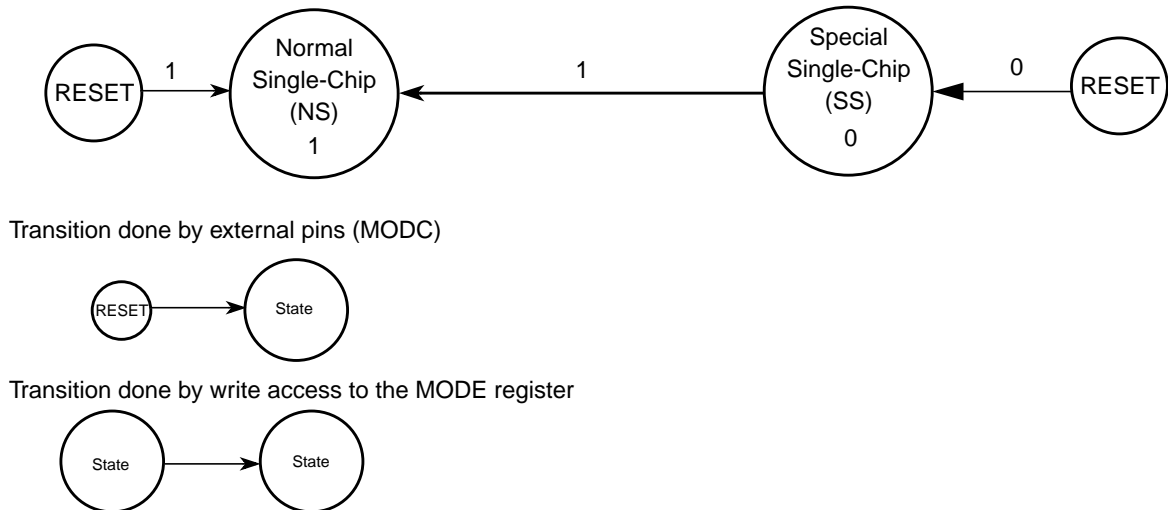 RESET
1
Normal
Single-Chip
(NS)
1
1
Special
Single-Chip
(SS)
0
0
RESET
Transition done by external pins (MODC)
RESET
State
Transition done by write access to the MODE register
State
State